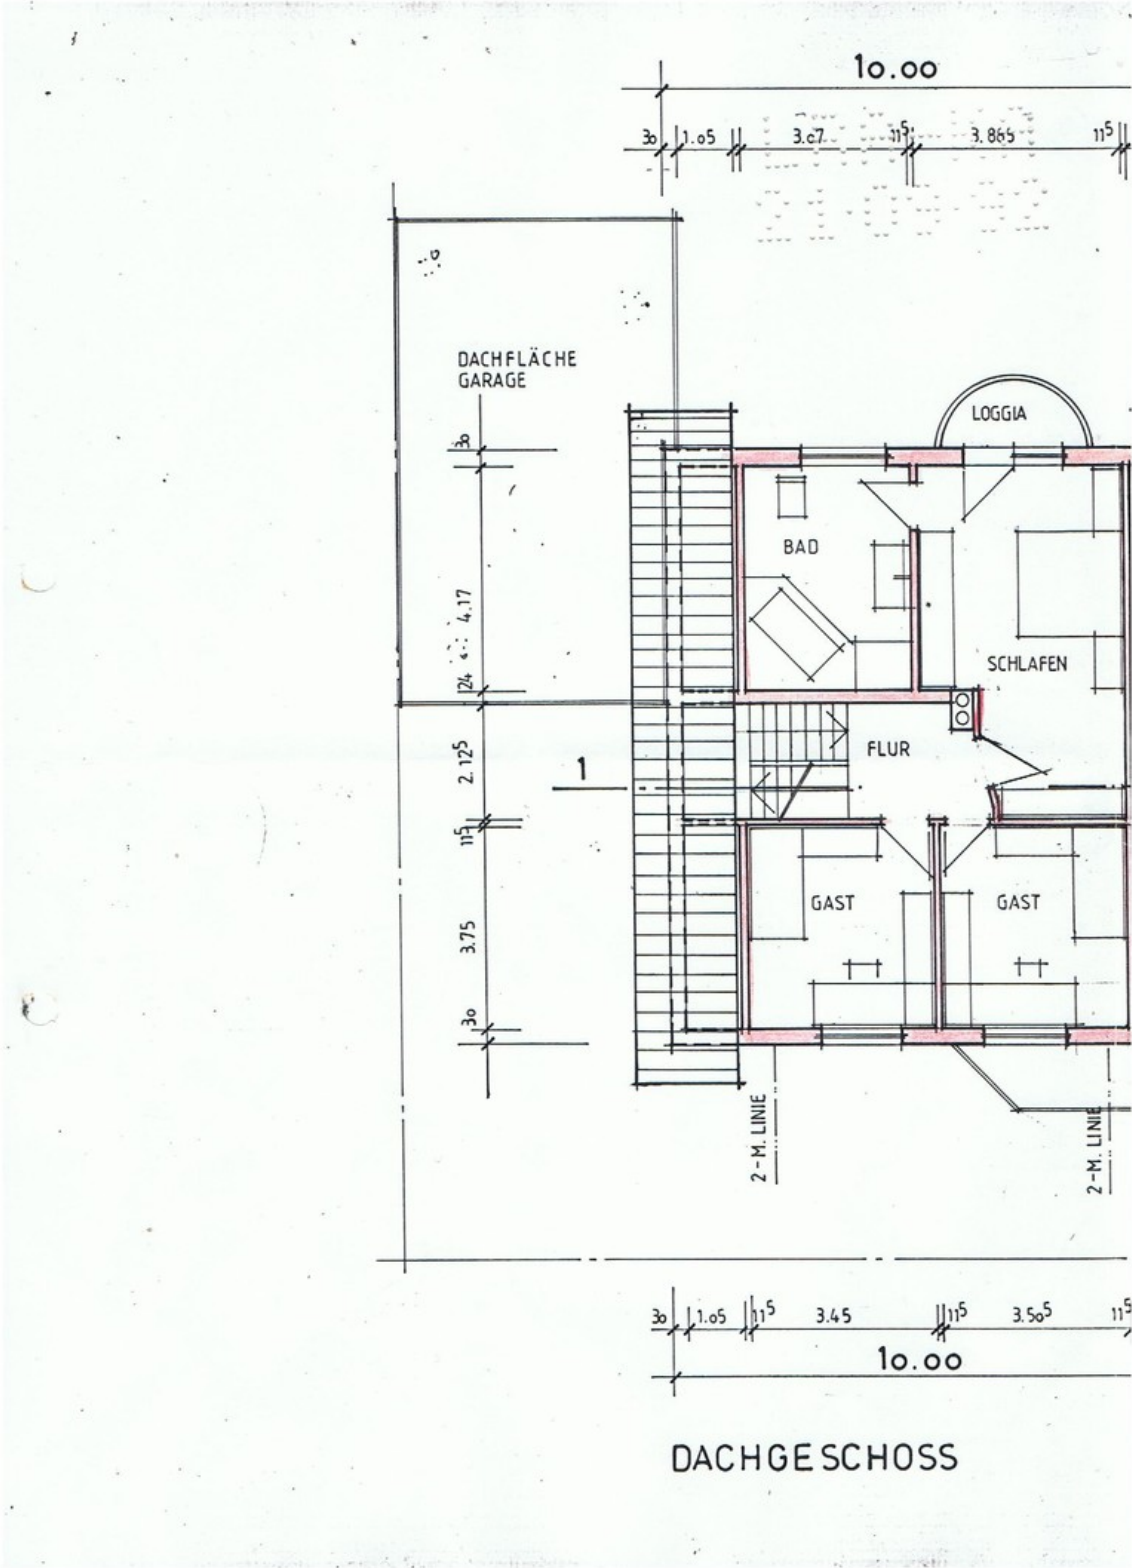 10.00
30 1.05 3.07 11⁵ 3.865 11⁵
DACHFLÄCHE
GARAGE
LOGGIA
30
BAD
4.17
SCHLAFEN
24
FLUR
2.12⁵
1
11⁵
GAST
GAST
3.75
30
2-M. LINIE
2-M. LINIE
30 1.05 11⁵ 3.45 11⁵ 3.50⁵ 11⁵
10.00
DACHGESCHOSS